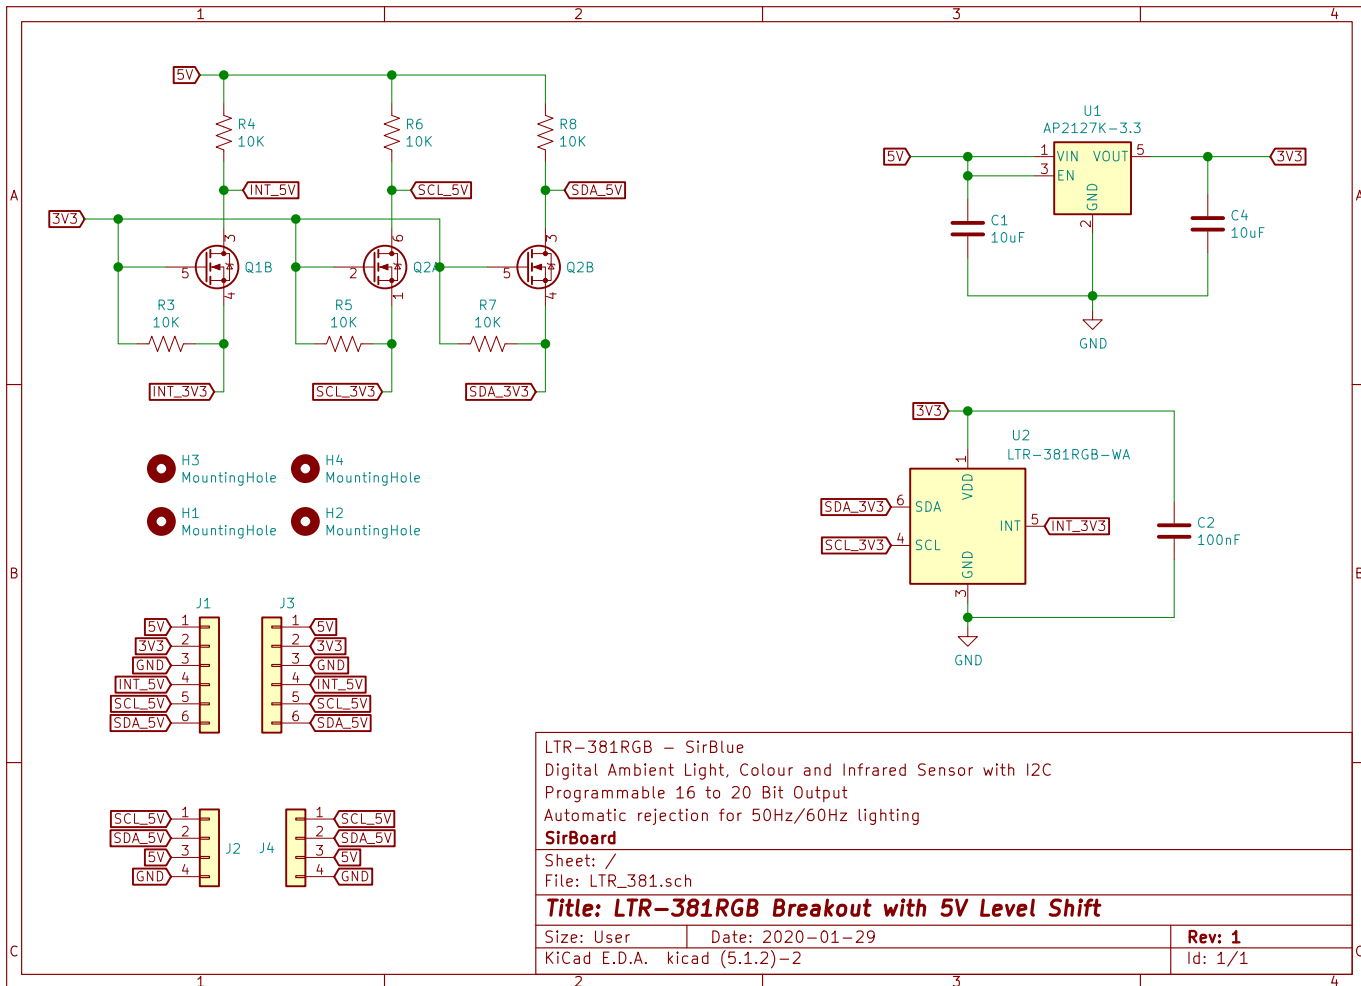 1 2 3 4
A
B
C
A
B
C
1 2 3 4
5V
R4
10K
R6
10K
R8
10K
INT_5V
SCL_5V
SDA_5V
3V3
3
5
4
Q1B
6
2
1
Q2A
3
5
4
Q2B
R3
10K
R5
10K
R7
10K
INT_3V3
SCL_3V3
SDA_3V3
U1
AP2127K-3.3
5V
1
VIN
VOUT
5
3V3
3
EN
GND
2
C1
10uF
C4
10uF
GND
H3
MountingHole
H4
MountingHole
H1
MountingHole
H2
MountingHole
3V3
U2
LTR-381RGB-WA
1
VDD
SDA_3V3
6
SDA
INT
5
INT_3V3
SCL_3V3
4
SCL
GND
3
C2
100nF
GND
J1
5V 1
3V3 2
GND 3
INT_5V 4
SCL_5V 5
SDA_5V 6
J3
1 5V
2 3V3
3 GND
4 INT_5V
5 SCL_5V
6 SDA_5V
SCL_5V 1
SDA_5V 2
5V 3
GND 4
J2
J4
1 SCL_5V
2 SDA_5V
3 5V
4 GND
LTR-381RGB - SirBlue
Digital Ambient Light, Colour and Infrared Sensor with I2C
Programmable 16 to 20 Bit Output
Automatic rejection for 50Hz/60Hz lighting
SirBoard
Sheet: /
File: LTR_381.sch
Title: LTR-381RGB Breakout with 5V Level Shift
Size: User Date: 2020-01-29 Rev: 1
KiCad E.D.A. kicad (5.1.2)-2 Id: 1/1